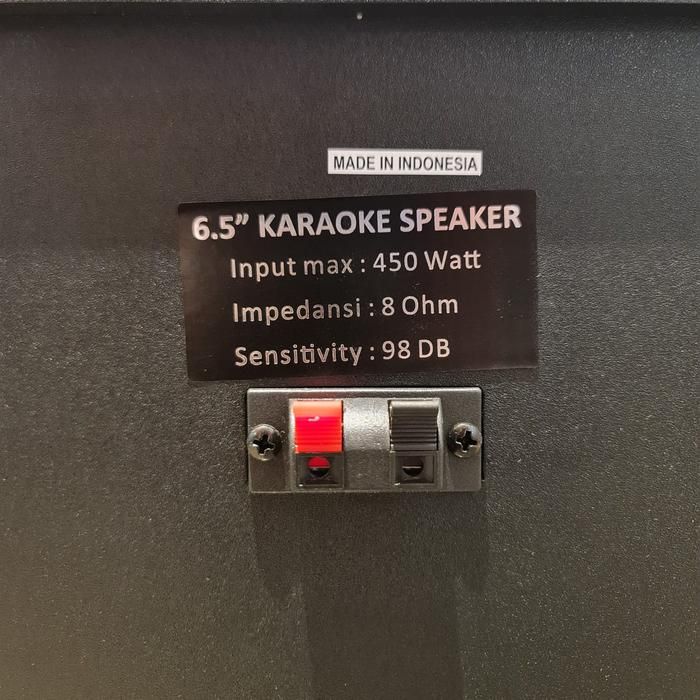 MADE IN INDONESIA
6.5” KARAOKE SPEAKER
Input max : 450 Watt
Impedansi : 8 Ohm
Sensitivity : 98 DB